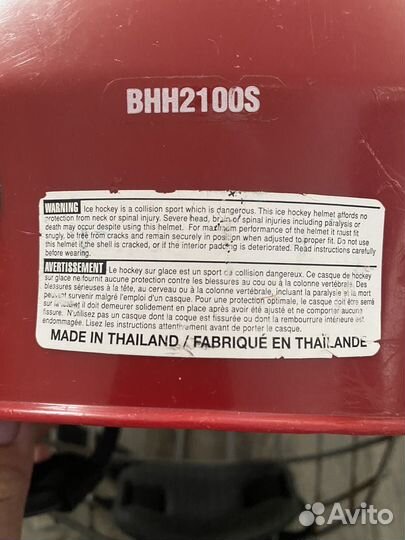 BHH2100S
WARNING Ice hockey is a collision sport which is dangerous. This ice hockey helmet affords no
protection from neck or spinal injury. Severe head, brain or spinal injuries including paralysis or
death may occur despite using this helmet. For maximum performance of the helmet it must fit
snugly, be free from cracks and remain securely in position when adjusted to proper fit. Do not use
this helmet if the shell is cracked, or if the interior padding is deteriorated. Read instructions carefully
before wearing.
AVERTISSEMENT Le hockey sur glace est un sport de collision dangereux. Ce casque de hockey
sur glace ne fournit aucune protection contre les blessures au cou ou à la colonne vertébrale. Des
blessures sérieuses à la tête, au cerveau ou à la colonne vertébrale, incluant la paralysie et la mort
peuvent survenir malgré l'emploi d'un casque. Pour une protection optimale, le casque doit être serré
sur la il doit demeurer solidement en place après avoir été ajusté et ne comporter aucune
fissure. N'utilisez pas un casque dont la coque est fissurée ou dont la rembourrure intérieure est
endommagée. Lisez les instructions attentivement avant de porter le casque.
MADE IN THAILAND / FABRIQUÉ EN THAÏLANDE
Avito